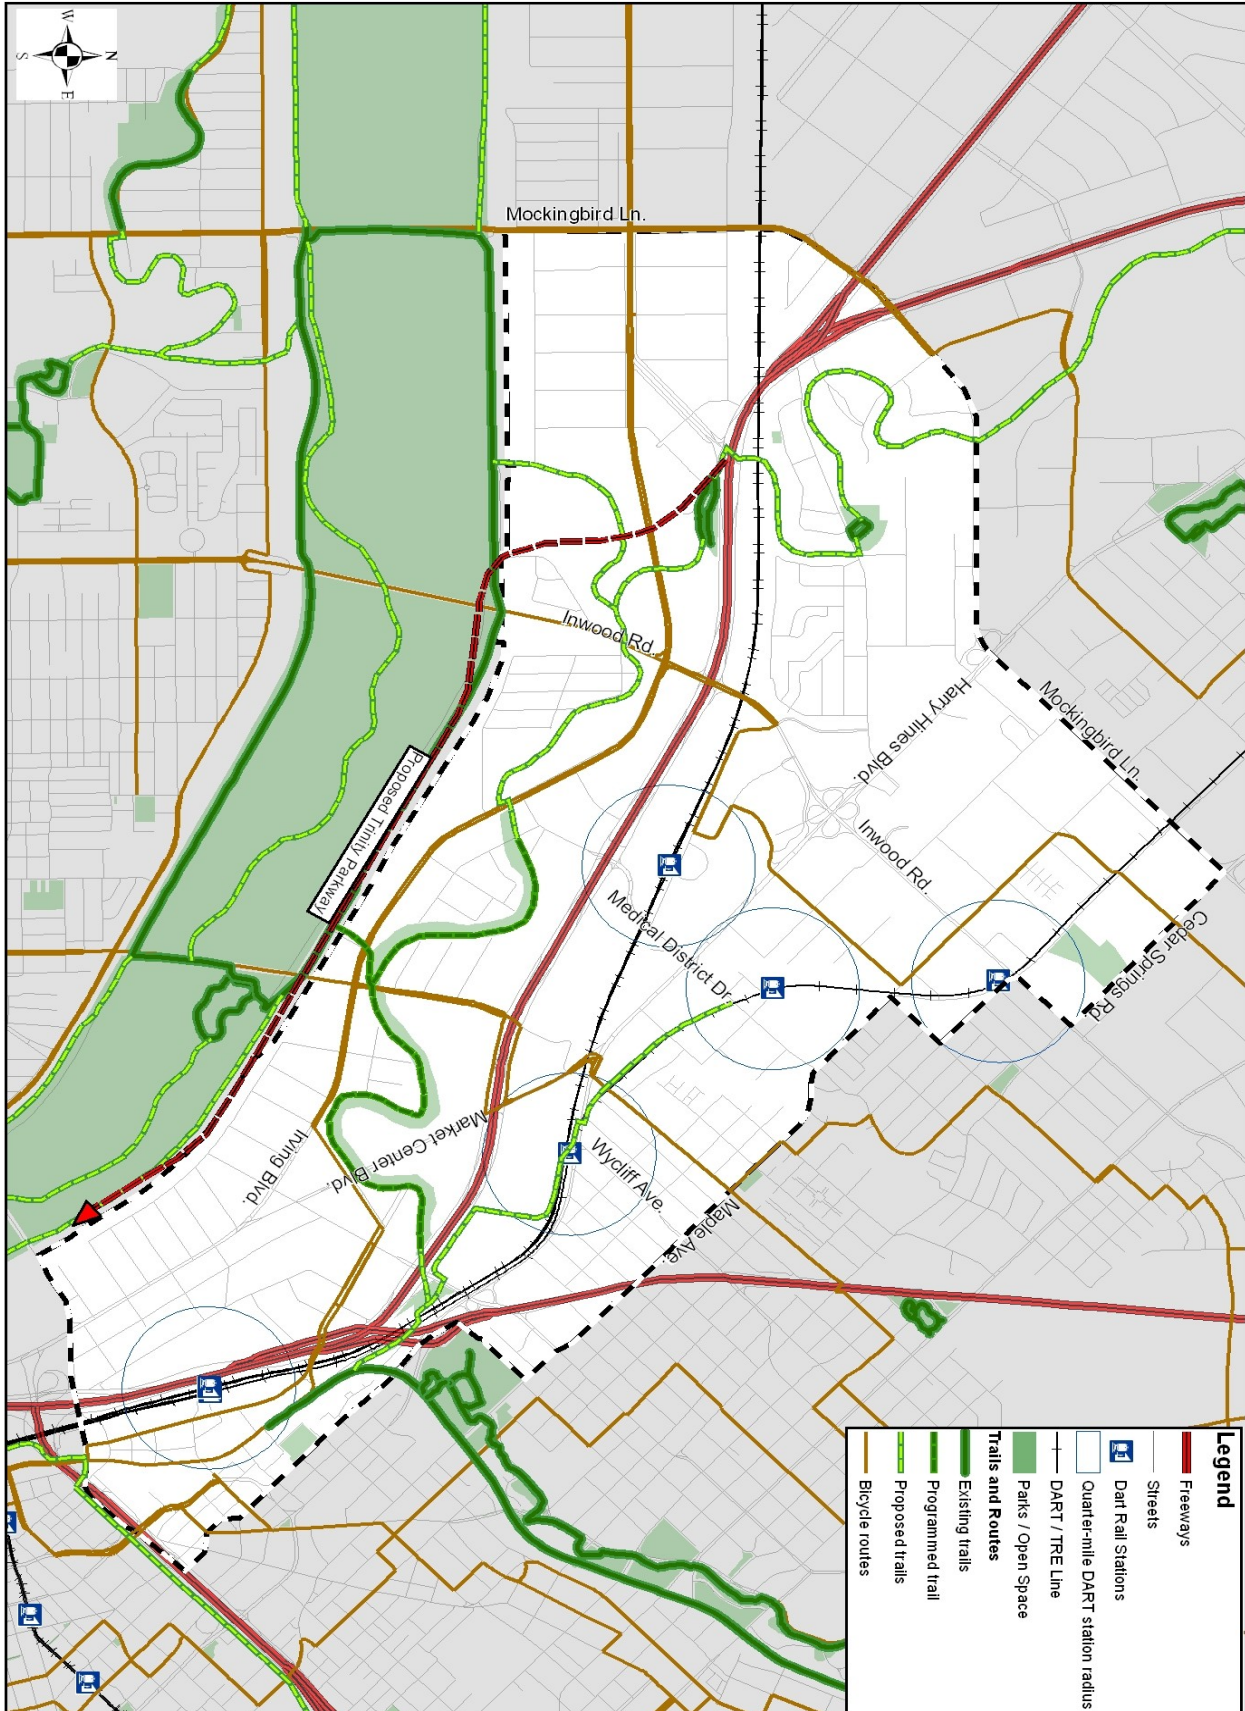 W
N
S
E
Mockingbird Ln.
Inwood Rd.
Harry Hines Blvd.
Mockingbird Ln.
Inwood Rd.
Cedar Springs Rd.
Medical District Dr.
Proposed Trinity Parkway
Market Center Blvd.
Wycliff Ave.
Irving Blvd.
Maple Ave.
Legend
Freeways
Streets
Dart Rail Stations
Quarter-mile DART station radius
DART / TRE Line
Parks / Open Space
Trails and Routes
Existing trails
Programmed trail
Proposed trails
Bicycle routes